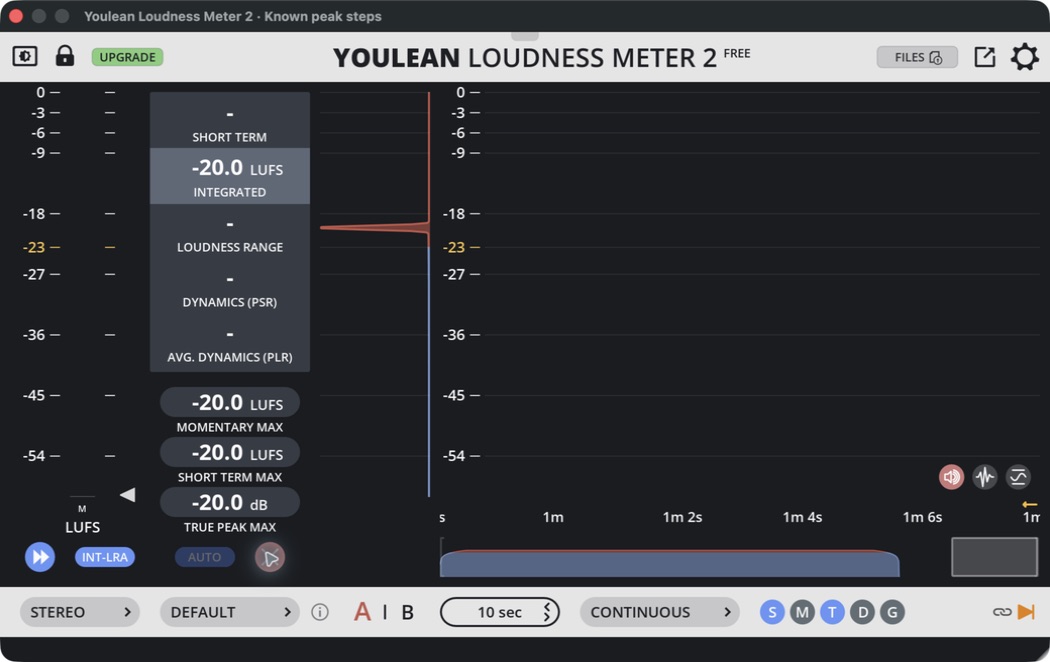 Youlean Loudness Meter 2 · Known peak steps
UPGRADE
YOULEAN LOUDNESS METER 2 FREE
FILES
0
-3
-6
-9
-18
-23
-27
-36
-45
-54
M
LUFS
-
SHORT TERM
-20.0 LUFS
INTEGRATED
-
LOUDNESS RANGE
-
DYNAMICS (PSR)
-
AVG. DYNAMICS (PLR)
-20.0 LUFS
MOMENTARY MAX
-20.0 LUFS
SHORT TERM MAX
-20.0 dB
TRUE PEAK MAX
0
-3
-6
-9
-18
-23
-27
-36
-45
-54
s 1m 1m 2s 1m 4s 1m 6s 1m
INT-LRA
AUTO
STEREO
DEFAULT
A | B
10 sec
CONTINUOUS
S M T D G